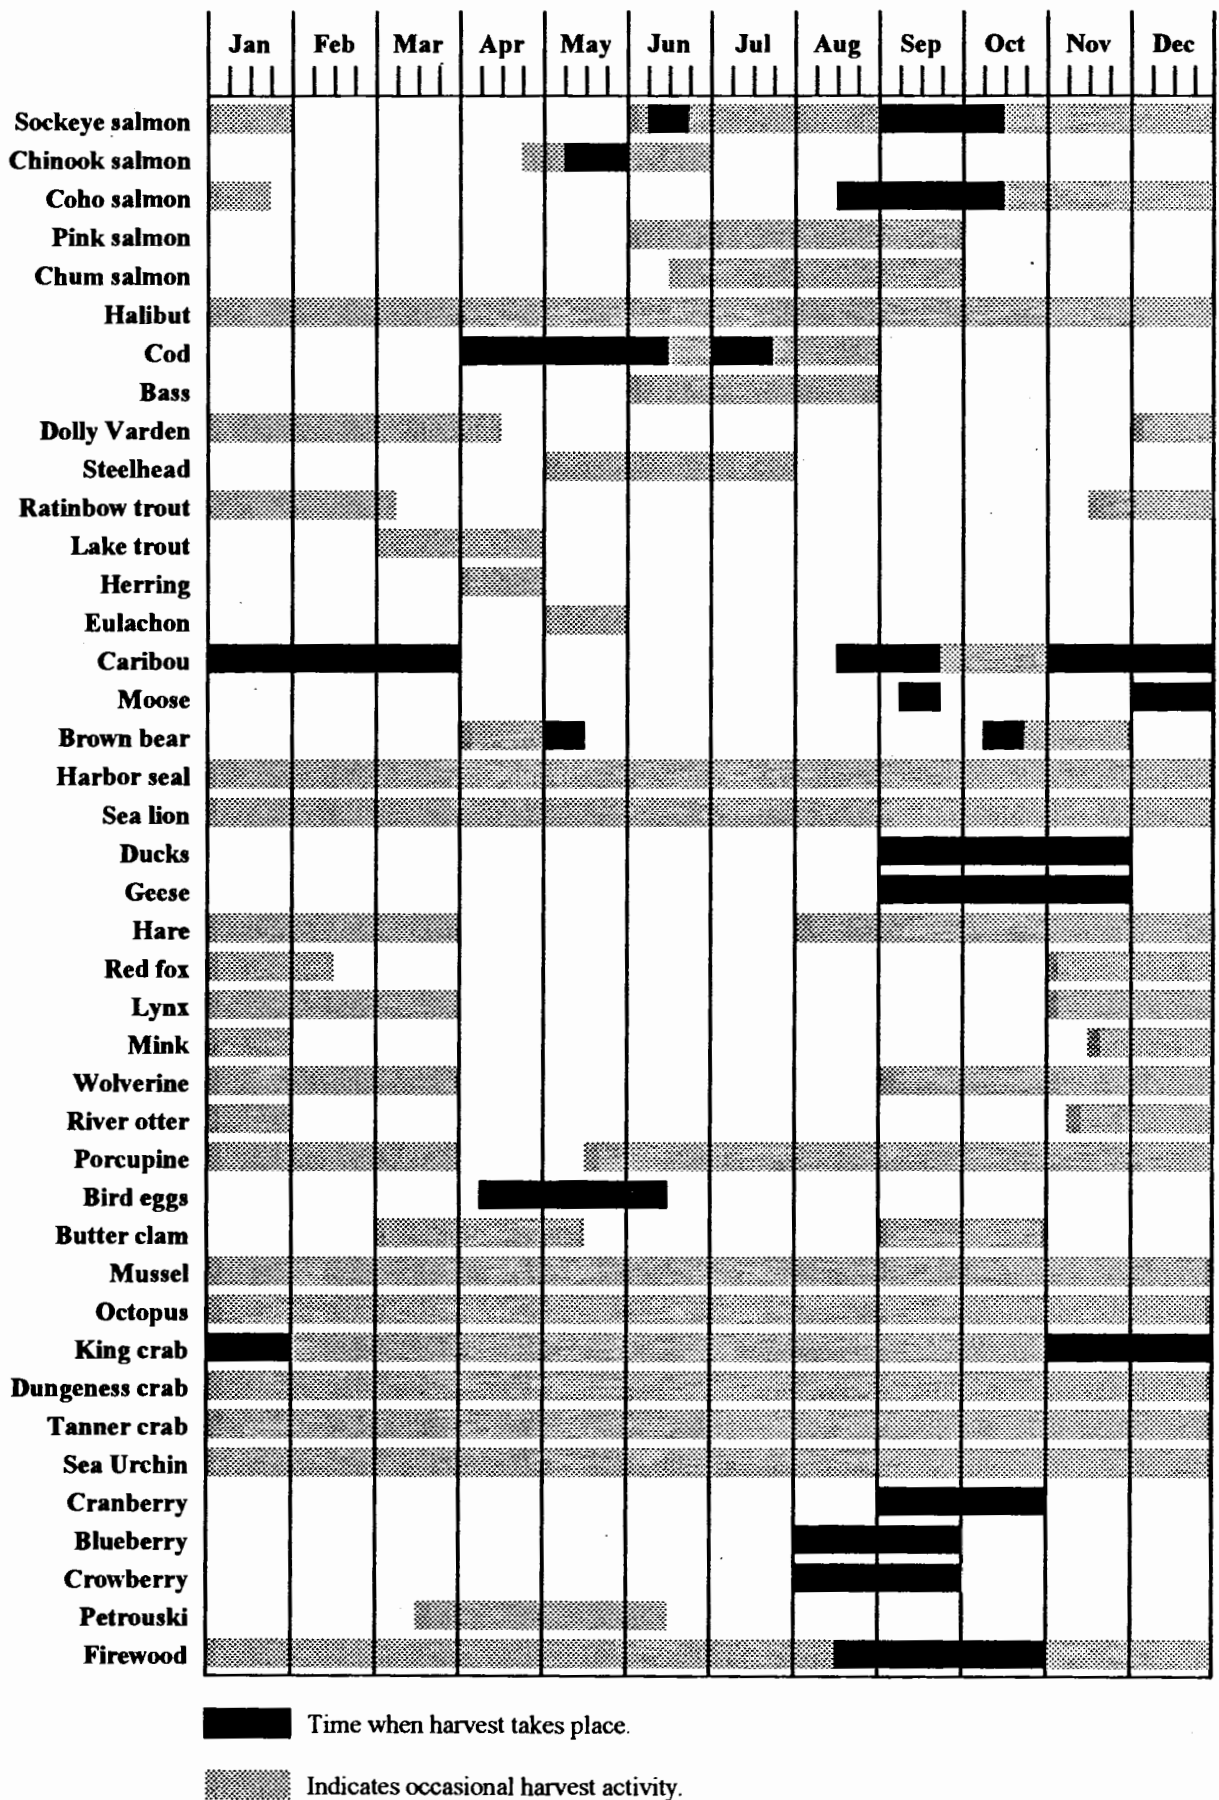 Jan Feb Mar Apr May Jun Jul Aug Sep Oct Nov Dec
Sockeye salmon
Chinook salmon
Coho salmon
Pink salmon
Chum salmon
Halibut
Cod
Bass
Dolly Varden
Steelhead
Ratinbow trout
Lake trout
Herring
Eulachon
Caribou
Moose
Brown bear
Harbor seal
Sea lion
Ducks
Geese
Hare
Red fox
Lynx
Mink
Wolverine
River otter
Porcupine
Bird eggs
Butter clam
Mussel
Octopus
King crab
Dungeness crab
Tanner crab
Sea Urchin
Cranberry
Blueberry
Crowberry
Petrouski
Firewood
Time when harvest takes place.
Indicates occasional harvest activity.